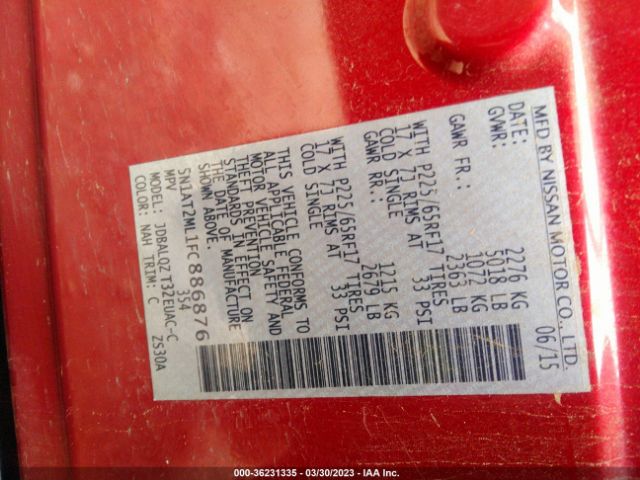 MFD BY NISSAN MOTOR CO., LTD.
DATE: 06/15
GVWR: 2276 KG
5018 LB
GAWR FR.: 1072 KG
2363 LB
WITH P225/65RF17 TIRES
17 X 7J RIMS AT 33 PSI
COLD SINGLE
GAWR RR.: 1215 KG
2679 LB
WITH P225/65RF17 TIRES
17 X 7J RIMS AT 33 PSI
COLD SINGLE
THIS VEHICLE CONFORMS TO
ALL APPLICABLE FEDERAL
MOTOR VEHICLE SAFETY AND
THEFT PREVENTION
STANDARDS IN EFFECT ON
THE DATE OF MANUFACTURE
SHOWN ABOVE.
5N1AT2ML1FC886876
MPV 354
MODEL: JDBALQZ T32EUAC-C
COLOR: NAH TRIM: C ZS30A
000-36231335 — 03/30/2023 — IAA Inc.